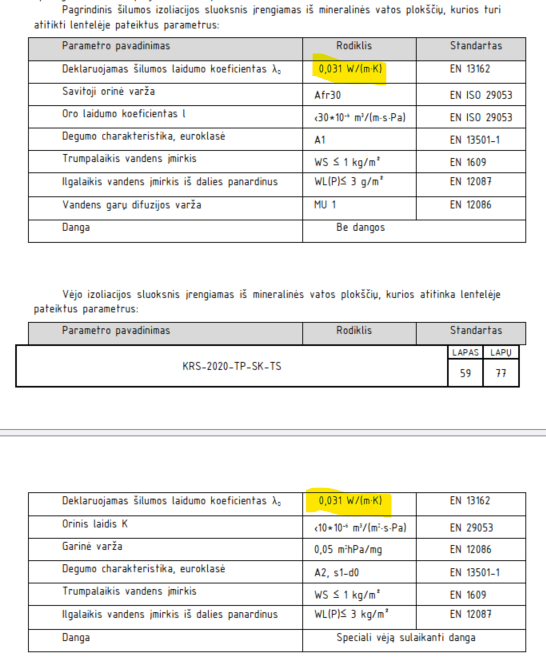 Pagrindinis šilumos izoliacijos sluoksnis įrengiamas iš mineralinės vatos plokščių, kurios turi
atitikti lentelėje pateiktus parametrus:
Parametro pavadinimas Rodiklis Standartas
Deklaruojamas šilumos laidumo koeficientas λ₀ 0,031 W/(m·K) EN 13162
Savitoji orinė varža Afr30 EN ISO 29053
Oro laidumo koeficientas l <30*10⁻⁶ m³/(m·s·Pa) EN ISO 29053
Degumo charakteristika, euroklasė A1 EN 13501-1
Trumpalaikis vandens įmirkis WS ≤ 1 kg/m² EN 1609
Ilgalaikis vandens įmirkis iš dalies panardinus WL(P)≤ 3 g/m² EN 12087
Vandens garų difuzijos varža MU 1 EN 12086
Danga Be dangos
Vėjo izoliacijos sluoksnis įrengiamas iš mineralinės vatos plokščių, kurios atitinka lentelėje
pateiktus parametrus:
Parametro pavadinimas Rodiklis Standartas
KRS-2020-TP-SK-TS
LAPAS LAPŲ
59 77
Deklaruojamas šilumos laidumo koeficientas λ₀ 0,031 W/(m·K) EN 13162
Orinis laidis K <10*10⁻⁶ m³/(m²·s·Pa) EN 29053
Garinė varža 0,05 m²hPa/mg EN 12086
Degumo charakteristika, euroklasė A2, s1-d0 EN 13501-1
Trumpalaikis vandens įmirkis WS ≤ 1 kg/m² EN 1609
Ilgalaikis vandens įmirkis iš dalies panardinus WL(P)≤ 3 kg/m² EN 12087
Danga Speciali vėją sulaikanti danga